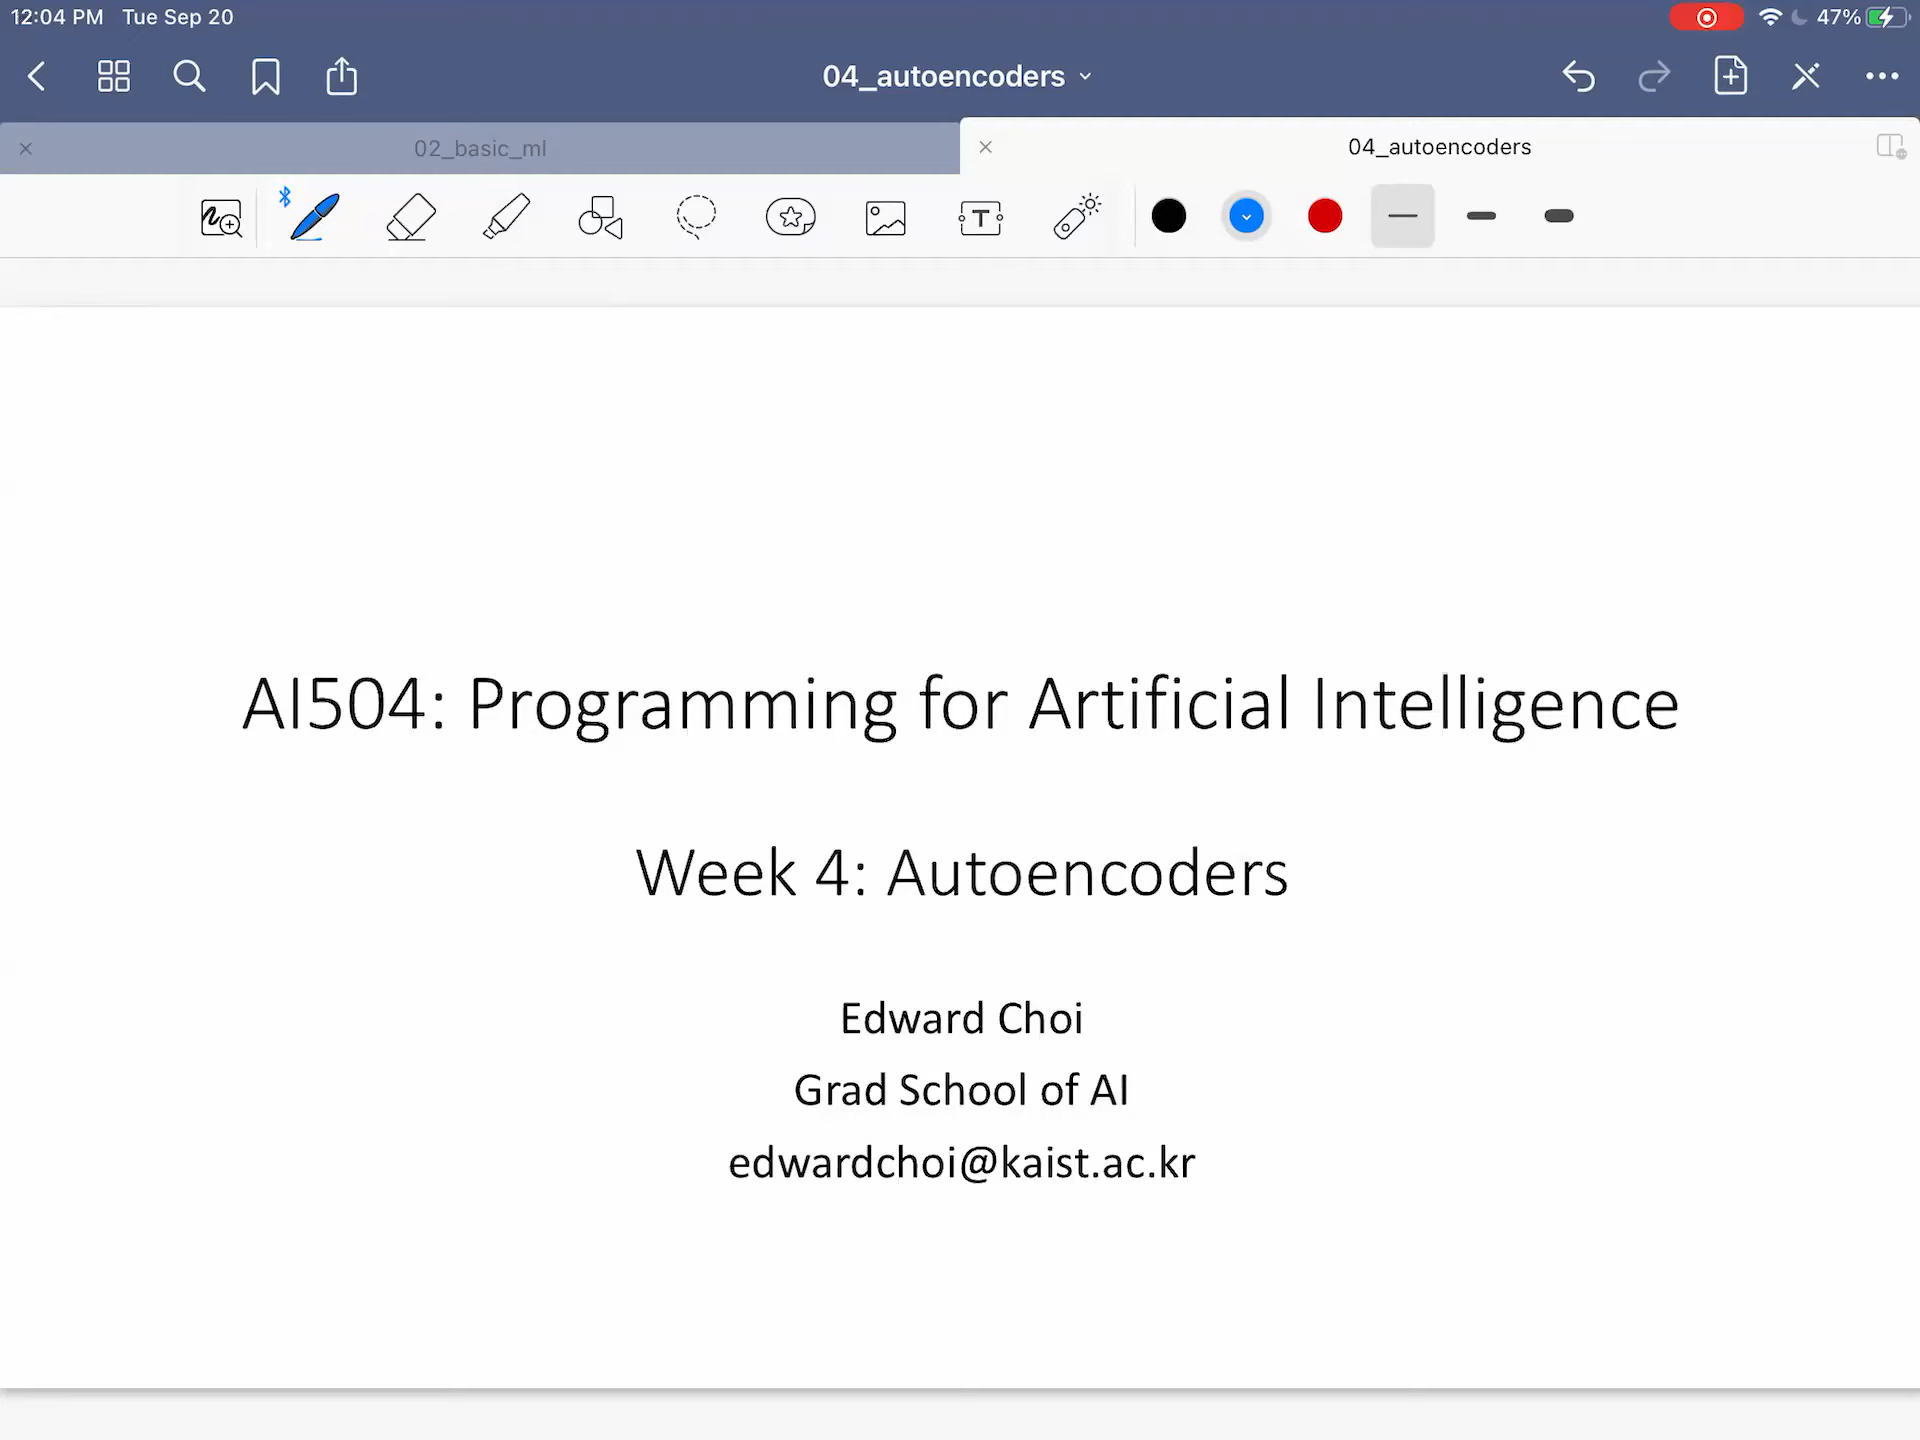 12:04 PM Tue Sep 20
47%
04_autoencoders
02_basic_ml
04_autoencoders
T
AI504: Programming for Artificial Intelligence
Week 4: Autoencoders
Edward Choi
Grad School of AI
edwardchoi@kaist.ac.kr